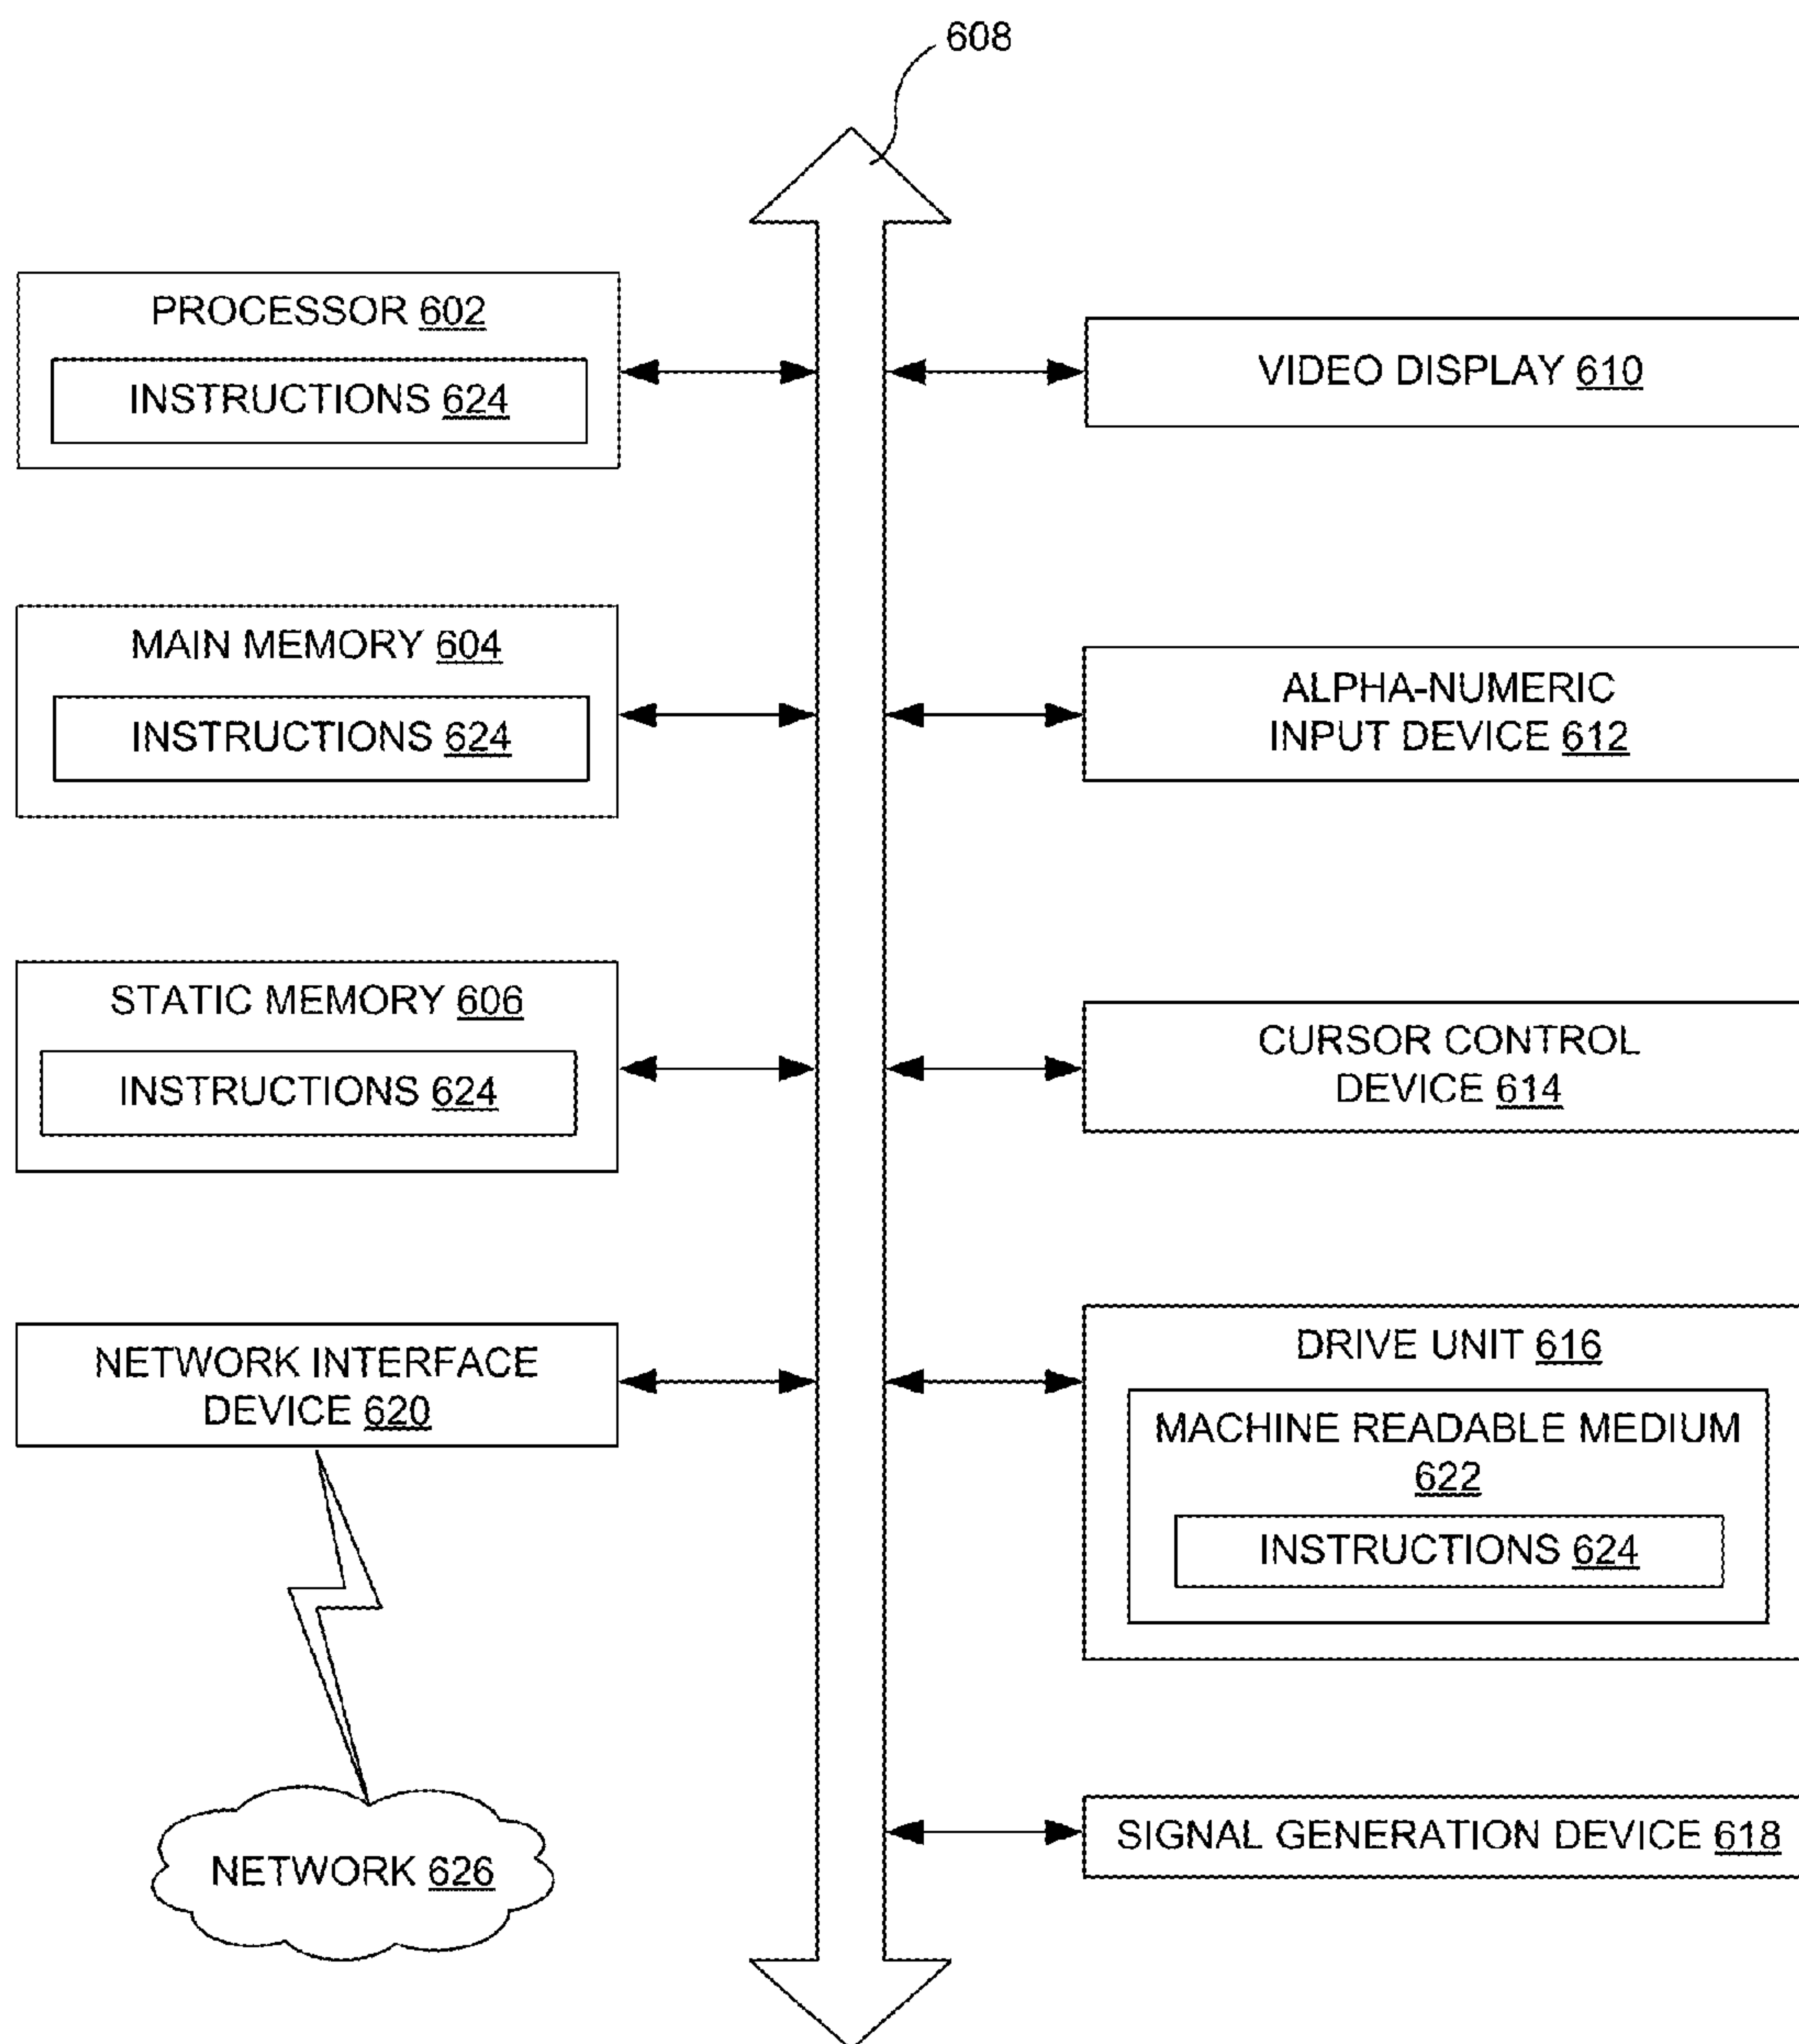 608
PROCESSOR 602
INSTRUCTIONS 624
VIDEO DISPLAY 610
MAIN MEMORY 604
INSTRUCTIONS 624
ALPHA-NUMERIC
INPUT DEVICE 612
STATIC MEMORY 606
INSTRUCTIONS 624
CURSOR CONTROL
DEVICE 614
NETWORK INTERFACE
DEVICE 620
DRIVE UNIT 616
MACHINE READABLE MEDIUM
622
INSTRUCTIONS 624
SIGNAL GENERATION DEVICE 618
NETWORK 626